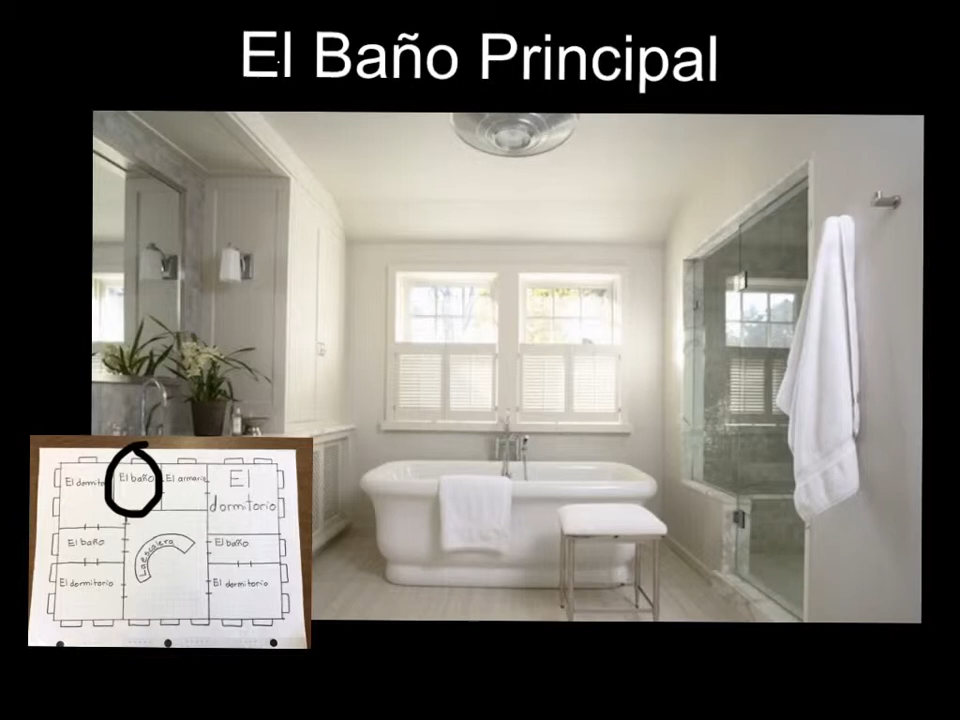 El Baño Principal
El dormito
El baño
El armario
El
dormitorio
El baño
La escalera
El baño
El dormitorio
El dormitorio